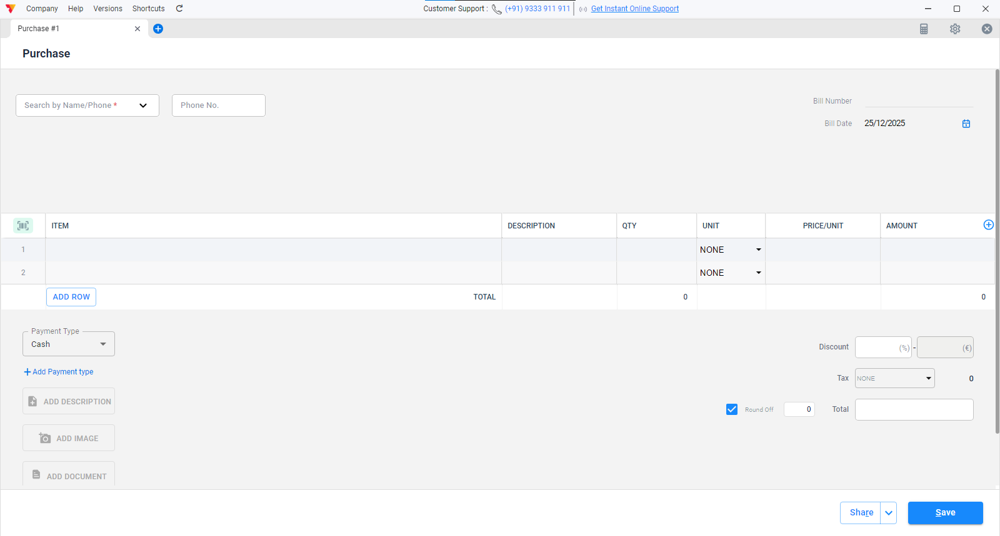 Company Help Versions Shortcuts
Customer Support : (+91) 9333 911 911 Get Instant Online Support
Purchase #1
Purchase
Search by Name/Phone *
Phone No.
Bill Number
Bill Date 25/12/2025
ITEM DESCRIPTION QTY UNIT PRICE/UNIT AMOUNT
1 NONE
2 NONE
ADD ROW TOTAL 0 0
Payment Type
Cash
Add Payment type
ADD DESCRIPTION
ADD IMAGE
ADD DOCUMENT
Discount (%) - (€)
Tax NONE 0
Round Off 0 Total
Share Save